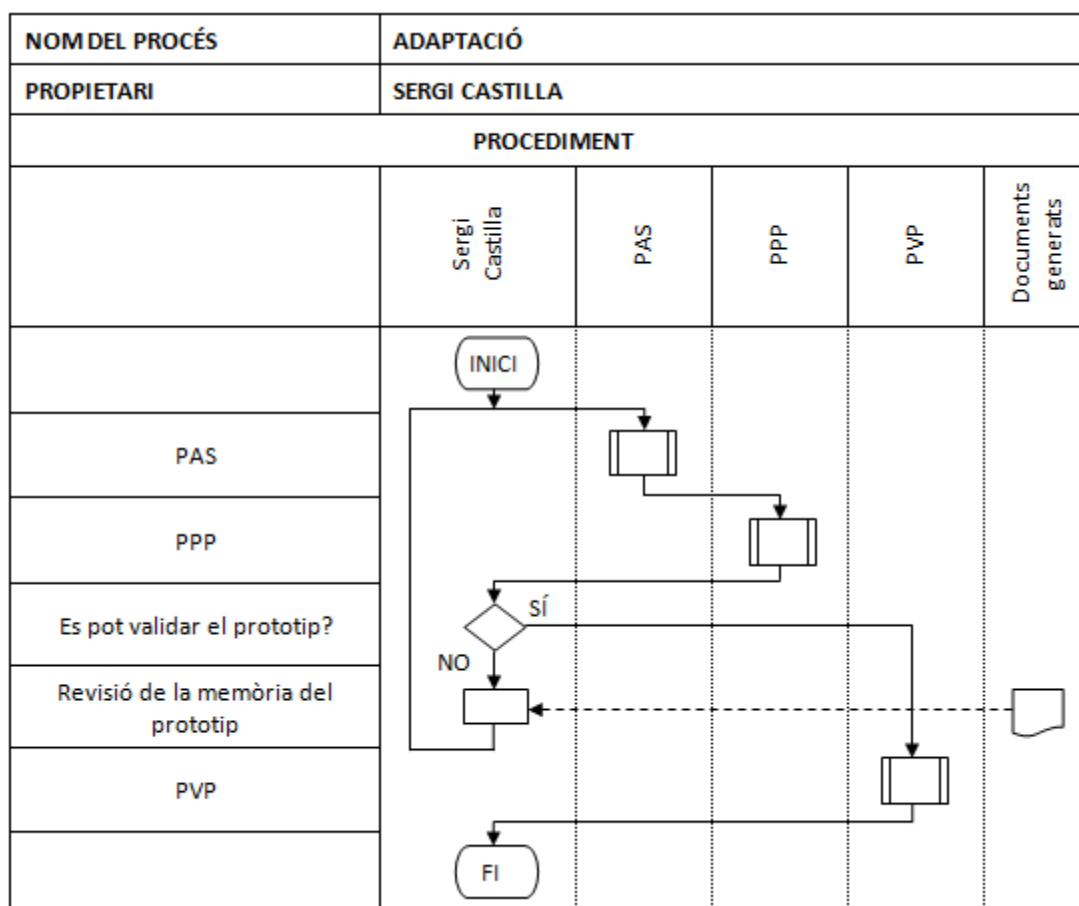 NOM DEL PROCÉS
ADAPTACIÓ
PROPIETARI
SERGI CASTILLA
PROCEDIMENT
Sergi
Castilla
PAS
PPP
PVP
Documents
generats
INICI
PAS
PPP
Es pot validar el prototip?
SÍ
NO
Revisió de la memòria del
prototip
PVP
FI